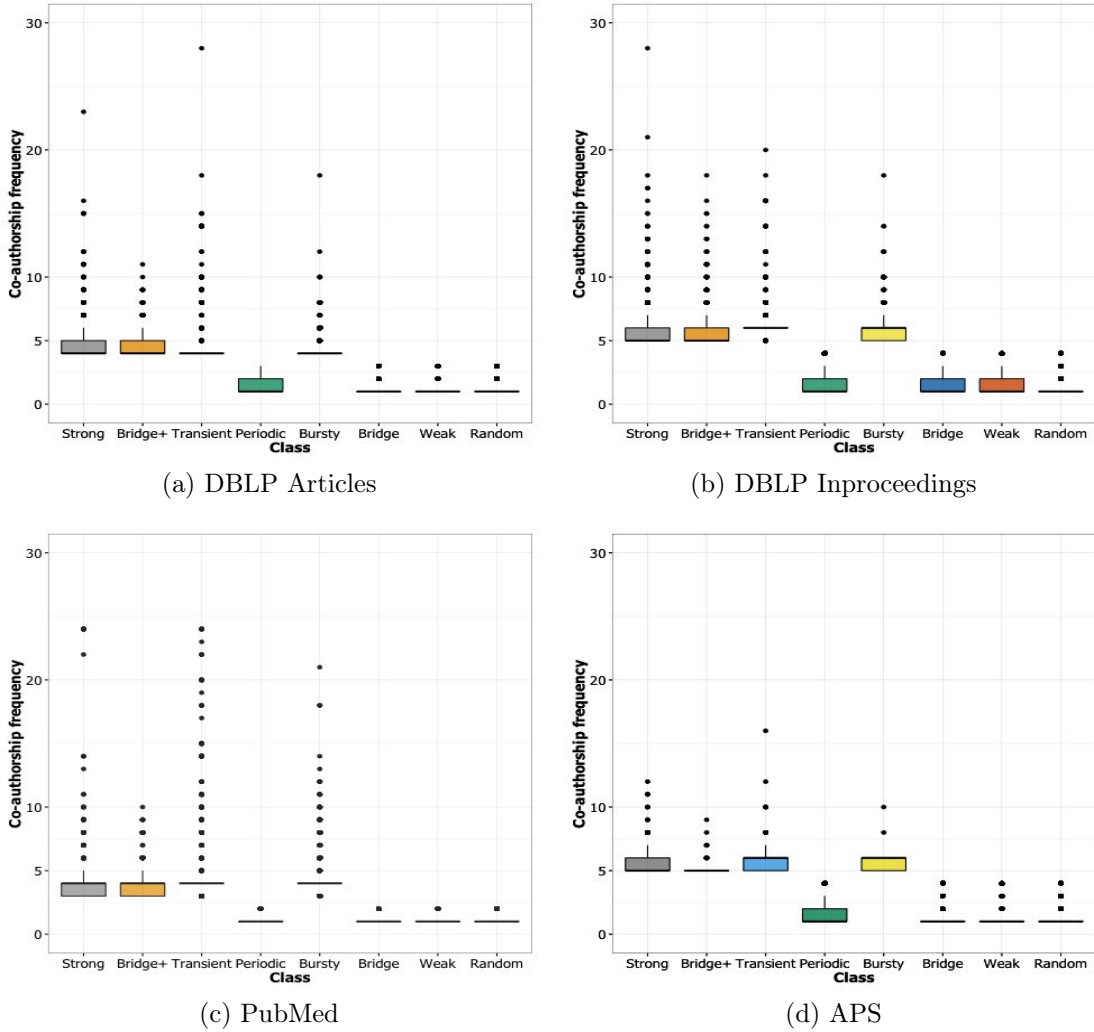 30
20
10
5
0
Co-authorship frequency
Strong Bridge+ Transient Periodic Bursty Bridge Weak Random
Class
(a) DBLP Articles
30
20
10
5
0
Co-authorship frequency
Strong Bridge+ Transient Periodic Bursty Bridge Weak Random
Class
(b) DBLP Inproceedings
30
20
10
5
0
Co-authorship frequency
Strong Bridge+ Transient Periodic Bursty Bridge Weak Random
Class
(c) PubMed
30
20
10
5
0
Co-authorship frequency
Strong Bridge+ Transient Periodic Bursty Bridge Weak Random
Class
(d) APS